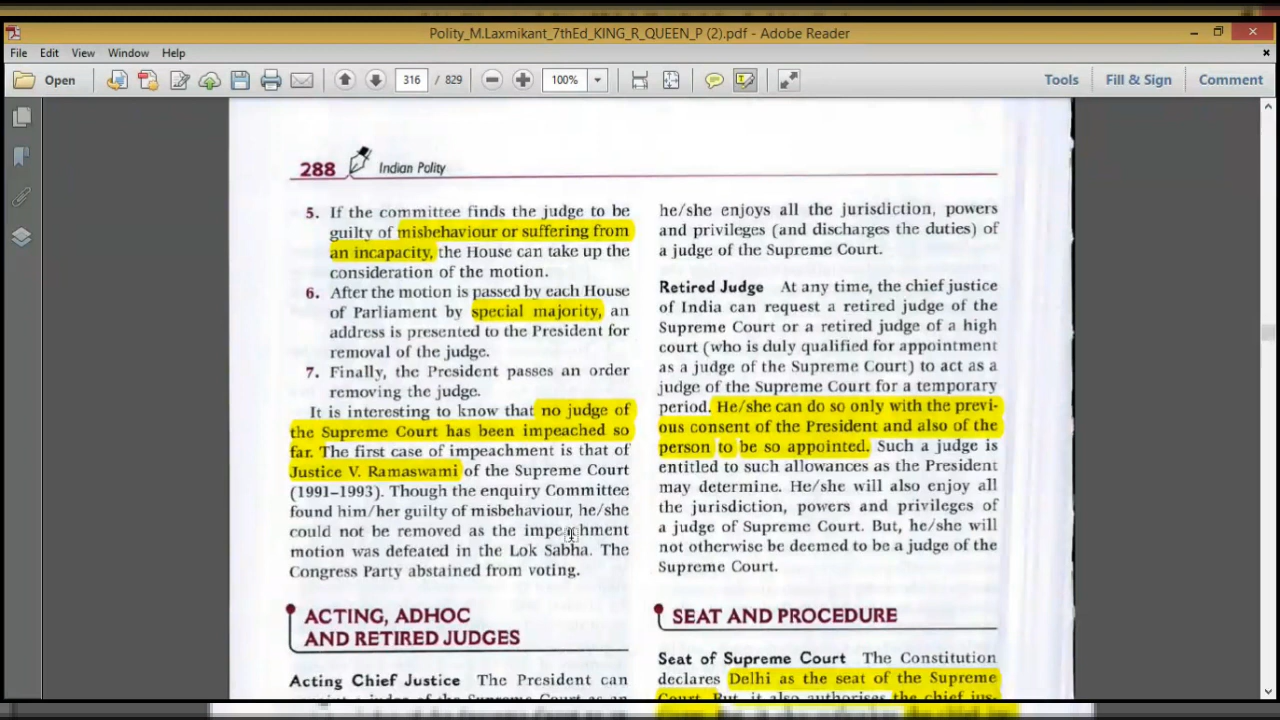 Polity_M.Laxmikant_7thEd_KING_R_QUEEN_P (2).pdf - Adobe Reader
File Edit View Window Help
Open 316 / 829 100% Tools Fill & Sign Comment
288 Indian Polity
5. If the committee finds the judge to be
guilty of misbehaviour or suffering from
an incapacity, the House can take up the
consideration of the motion.
6. After the motion is passed by each House
of Parliament by special majority, an
address is presented to the President for
removal of the judge.
7. Finally, the President passes an order
removing the judge.
It is interesting to know that no judge of
the Supreme Court has been impeached so
far. The first case of impeachment is that of
Justice V. Ramaswami of the Supreme Court
(1991–1993). Though the enquiry Committee
found him/her guilty of misbehaviour, he/she
could not be removed as the impeachment
motion was defeated in the Lok Sabha. The
Congress Party abstained from voting.
ACTING, ADHOC
AND RETIRED JUDGES
Acting Chief Justice The President can
he/she enjoys all the jurisdiction, powers
and privileges (and discharges the duties) of
a judge of the Supreme Court.
Retired Judge At any time, the chief justice
of India can request a retired judge of the
Supreme Court or a retired judge of a high
court (who is duly qualified for appointment
as a judge of the Supreme Court) to act as a
judge of the Supreme Court for a temporary
period. He/she can do so only with the previ-
ous consent of the President and also of the
person to be so appointed. Such a judge is
entitled to such allowances as the President
may determine. He/she will also enjoy all
the jurisdiction, powers and privileges of
a judge of Supreme Court. But, he/she will
not otherwise be deemed to be a judge of the
Supreme Court.
SEAT AND PROCEDURE
Seat of Supreme Court The Constitution
declares Delhi as the seat of the Supreme
Court. But, it also authorises the chief jus-